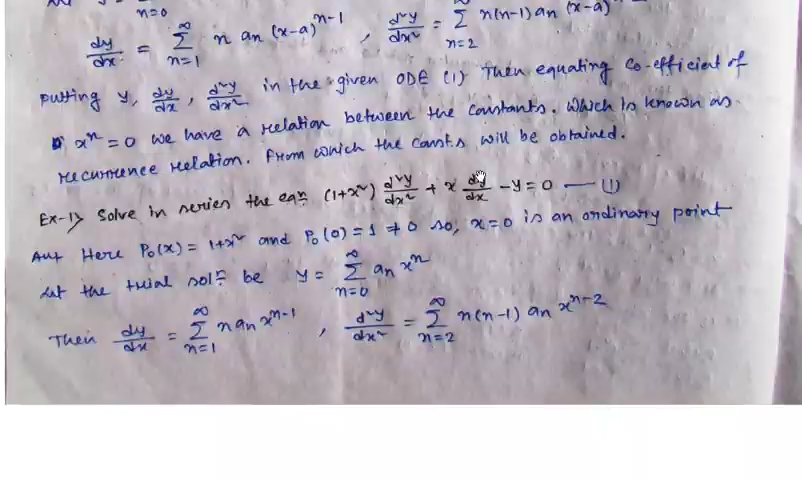 n=0
dy/dx = ∞ Σ n=1 n an (x-a)^n-1 , d²y/dx² = ∞ Σ n=2 n(n-1) an (x-a)
putting y, dy/dx, d²y/dx² in the given ODE (1) Then equating co-efficient of
x^n = 0 we have a relation between the constants. Which is known as
recurrence relation. From which the consts will be obtained.
Ex-1> Solve in series the eqn (1+x²) d²y/dx² + x dy/dx - y = 0 — (1)
Ans Here P₀(x) = 1+x² and P₀(0) = 1 ≠ 0 so, x=0 is an ordinary point
Let the trial soln be y = ∞ Σ n=0 an x^n
Then dy/dx = ∞ Σ n=1 n an x^n-1 , d²y/dx² = ∞ Σ n=2 n(n-1) an x^n-2